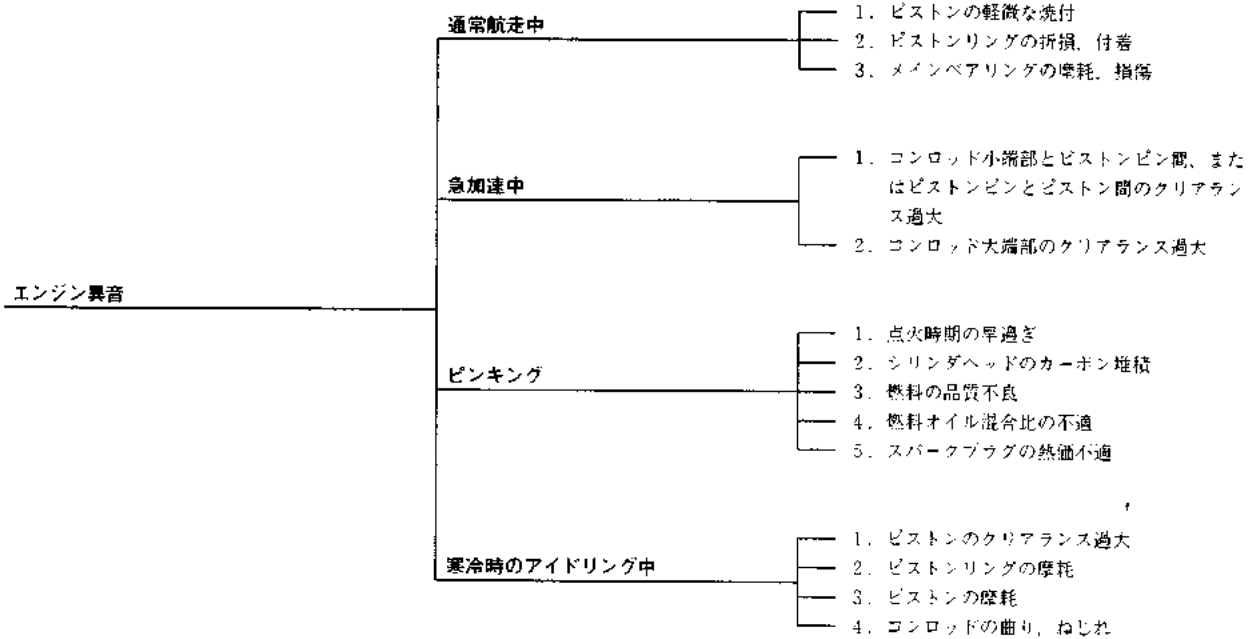 通常航走中
1. ピストンの軽微な焼付
2. ピストンリングの折損、付着
3. メインベアリングの摩耗、損傷
急加速中
1. コンロッド小端部とピストンピン間、また
はピストンピンとピストン間のクリアラン
ス過大
2. コンロッド大端部のクリアランス過大
エンジン異音
ピンキング
1. 点火時期の早過ぎ
2. シリンダヘッドのカーボン堆積
3. 燃料の品質不良
4. 燃料オイル混合比の不適
5. スパークプラグの熱価不適
寒冷時のアイドリング中
1. ピストンのクリアランス過大
2. ピストンリングの摩耗
3. ピストンの摩耗
4. コンロッドの曲り、ねじれ